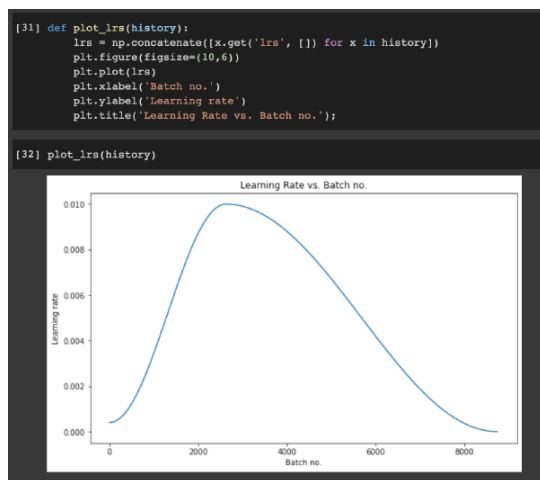 [31] def plot_lrs(history):
lrs = np.concatenate([x.get('lrs', []) for x in history])
plt.figure(figsize=(10,6))
plt.plot(lrs)
plt.xlabel('Batch no.')
plt.ylabel('Learning rate')
plt.title('Learning Rate vs. Batch no.');
[32] plot_lrs(history)
Learning Rate vs. Batch no.
0.010
0.008
0.006
0.004
0.002
0.000
Learning rate
0 2000 4000 6000 8000
Batch no.